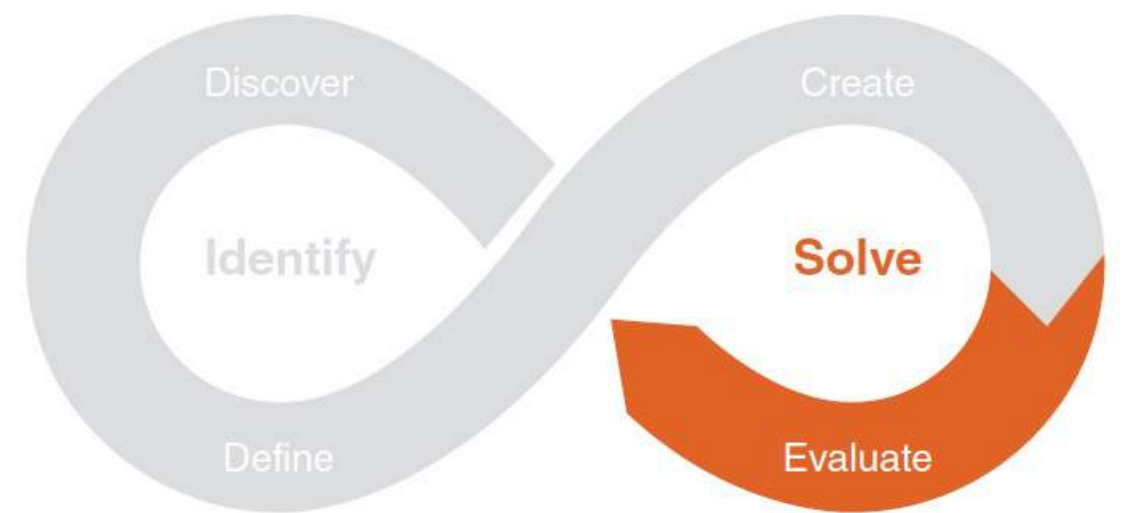 Discover
Create
Identify
Solve
Define
Evaluate